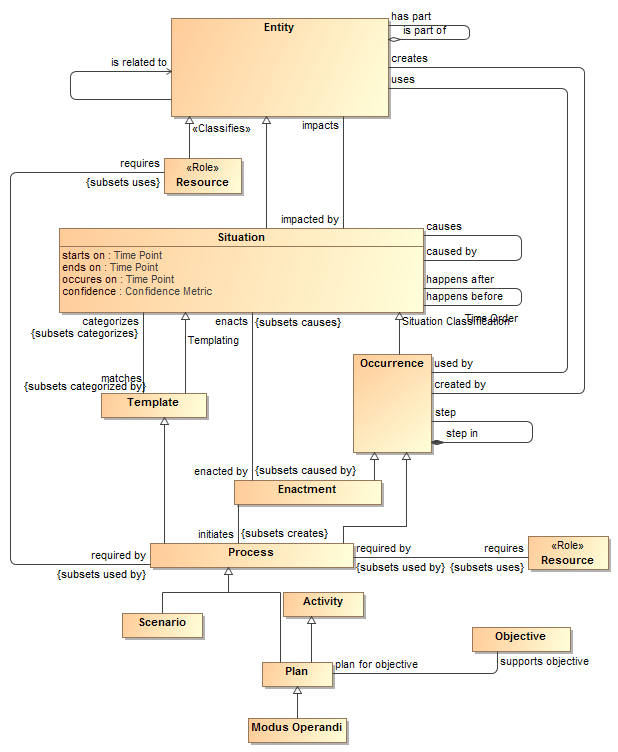 Entity
has part
is part of
is related to
creates
uses
«Classifies»
impacts
requires
{subsets uses}
«Role»
Resource
impacted by
Situation
starts on : Time Point
ends on : Time Point
occures on : Time Point
confidence : Confidence Metric
causes
caused by
happens after
happens before
Time Order
categorizes
{subsets categorizes}
enacts
{subsets causes}
Situation Classification
Templating
matches
{subsets categorized by}
Template
Occurrence
used by
created by
step
step in
enacted by
{subsets caused by}
Enactment
initiates
{subsets creates}
required by
{subsets used by}
Process
required by
{subsets used by}
requires
{subsets uses}
«Role»
Resource
Scenario
Activity
Objective
supports objective
plan for objective
Plan
Modus Operandi